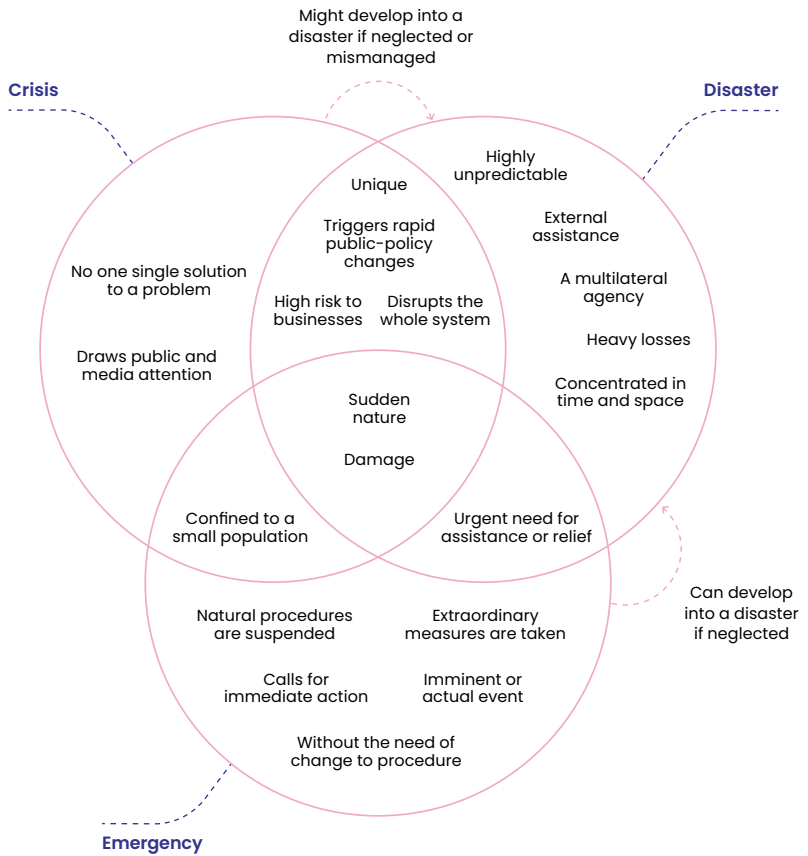 Might develop into a
disaster if neglected or
mismanaged
Crisis
Disaster
Highly
unpredictable
Unique
External
assistance
Triggers rapid
public-policy
changes
No one single solution
to a problem
A multilateral
agency
High risk to
businesses
Disrupts the
whole system
Heavy losses
Draws public and
media attention
Concentrated in
time and space
Sudden
nature
Damage
Confined to a
small population
Urgent need for
assistance or relief
Can develop
into a disaster
if neglected
Natural procedures
are suspended
Extraordinary
measures are taken
Calls for
immediate action
Imminent or
actual event
Without the need of
change to procedure
Emergency